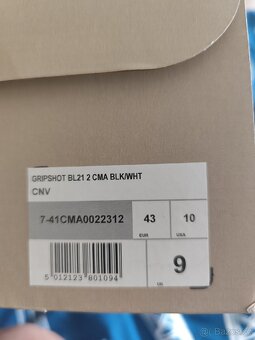 GRIPSHOT BL21 2 CMA BLK/WHT
CNV
7-41CMA0022312
43
EUR
10
USA
5 012123 801094
9
UK